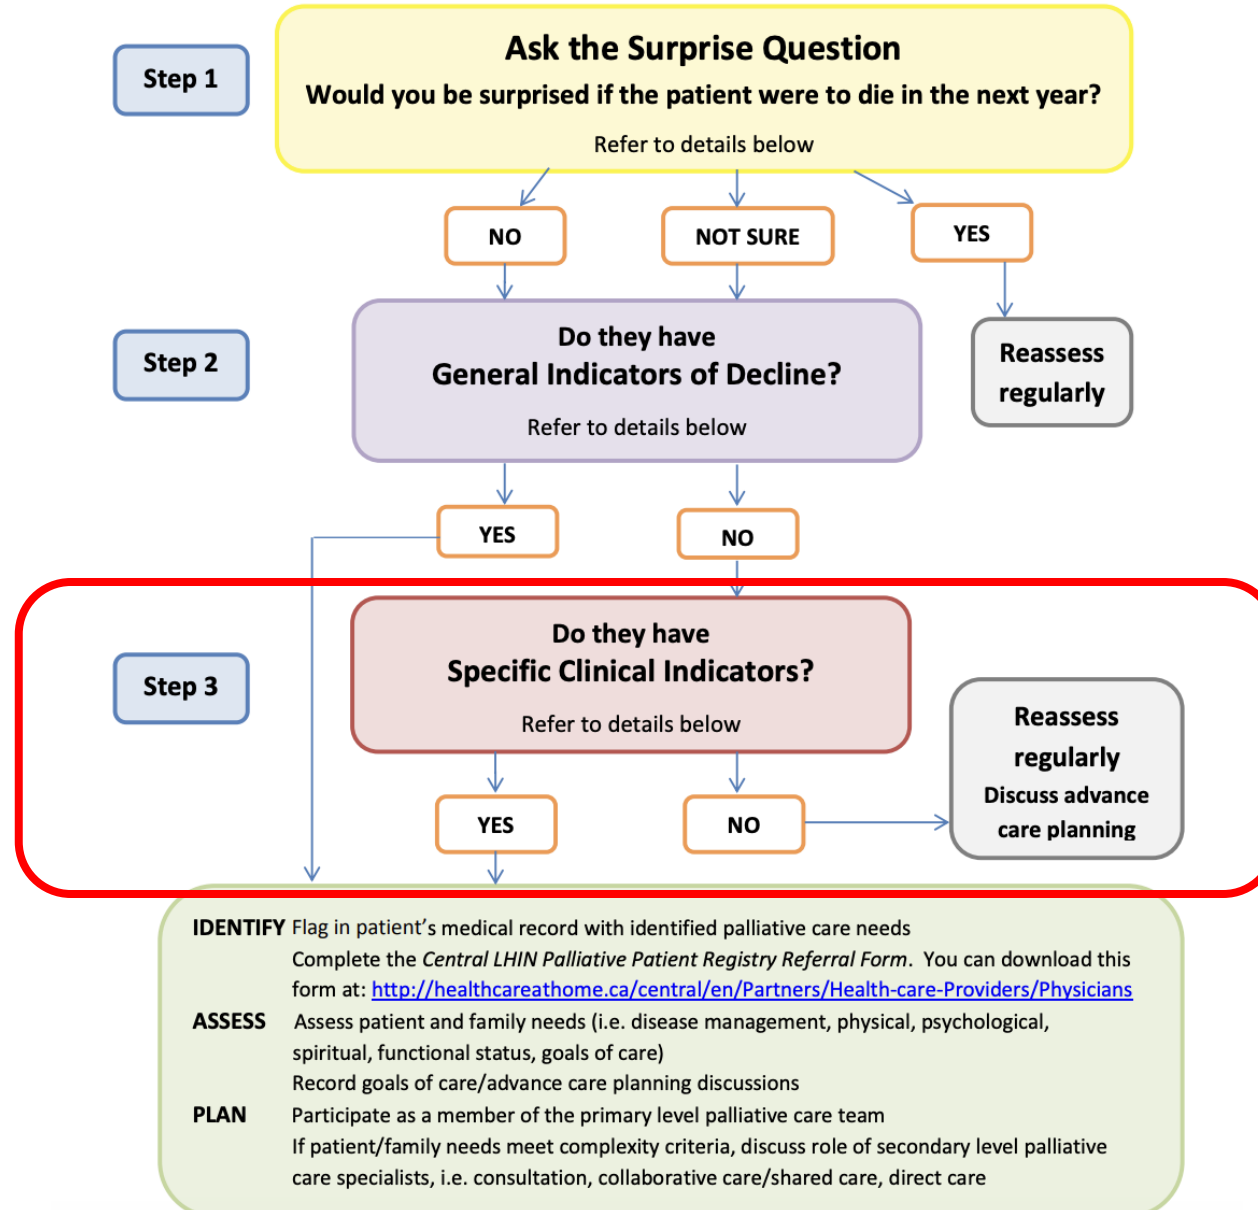 Step 1
Ask the Surprise Question
Would you be surprised if the patient were to die in the next year?
Refer to details below
NO
NOT SURE
YES
Step 2
Do they have
General Indicators of Decline?
Refer to details below
Reassess
regularly
YES
NO
Step 3
Do they have
Specific Clinical Indicators?
Refer to details below
Reassess
regularly
Discuss advance
care planning
YES
NO
IDENTIFY Flag in patient's medical record with identified palliative care needs
Complete the Central LHIN Palliative Patient Registry Referral Form. You can download this
form at: http://healthcareathome.ca/central/en/Partners/Health-care-Providers/Physicians
ASSESS Assess patient and family needs (i.e. disease management, physical, psychological,
spiritual, functional status, goals of care)
Record goals of care/advance care planning discussions
PLAN Participate as a member of the primary level palliative care team
If patient/family needs meet complexity criteria, discuss role of secondary level palliative
care specialists, i.e. consultation, collaborative care/shared care, direct care